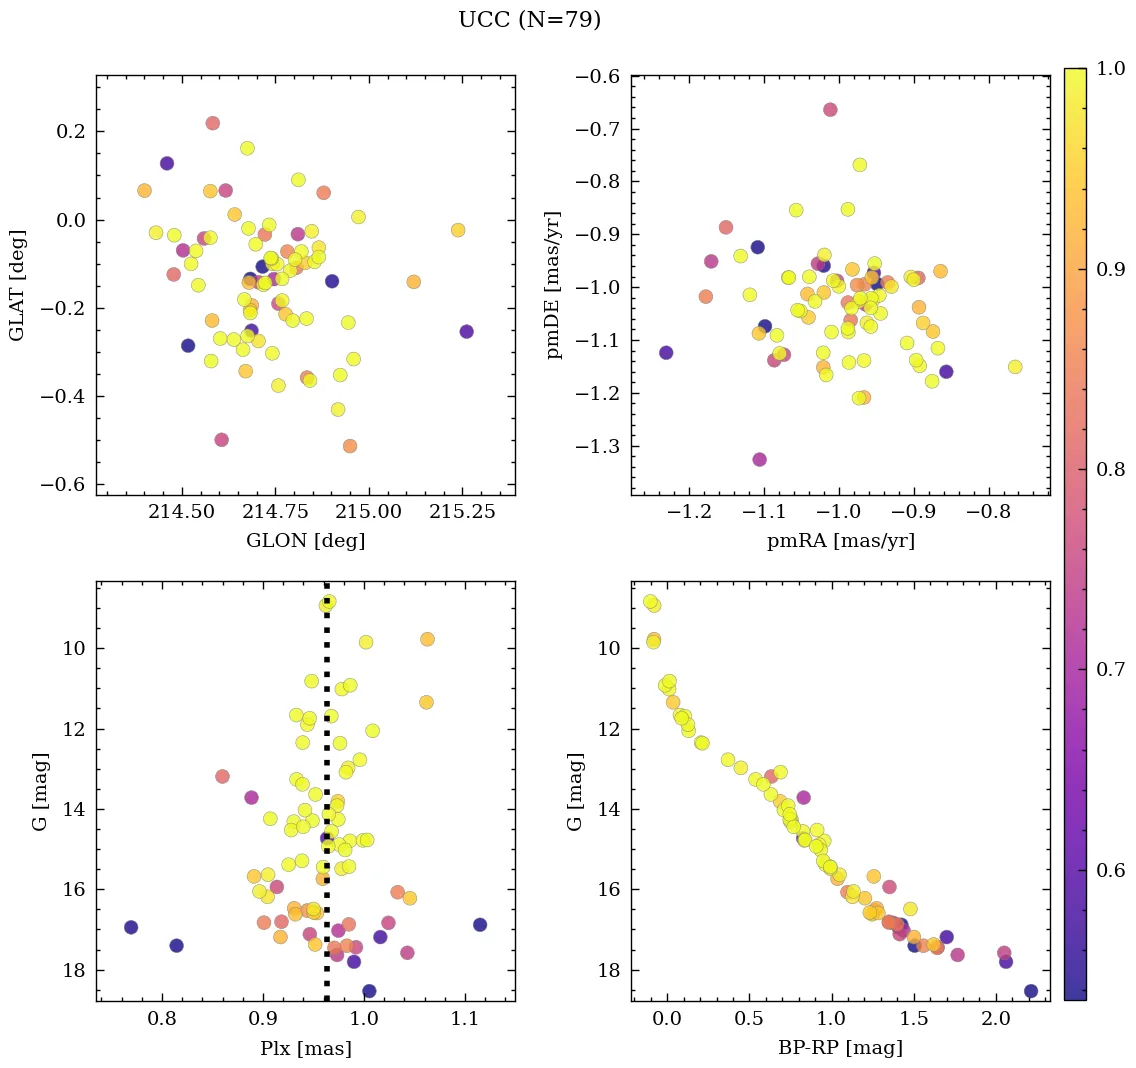 UCC (N=79)
0.2
0.0
−0.2
−0.4
−0.6
GLAT [deg]
214.50 214.75 215.00 215.25
GLON [deg]
−0.6
−0.7
−0.8
−0.9
−1.0
−1.1
−1.2
−1.3
pmDE [mas/yr]
−1.2 −1.1 −1.0 −0.9 −0.8
pmRA [mas/yr]
10
12
14
16
18
G [mag]
0.8 0.9 1.0 1.1
Plx [mas]
10
12
14
16
18
G [mag]
0.0 0.5 1.0 1.5 2.0
BP-RP [mag]
1.0
0.9
0.8
0.7
0.6